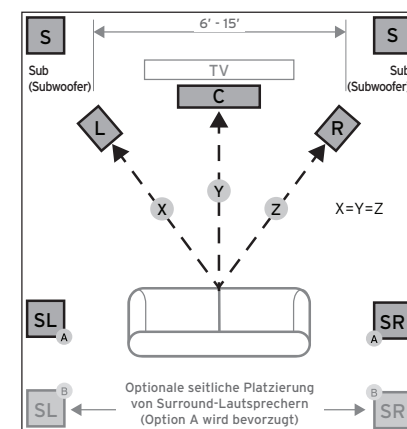 6' - 15'
S
S
Sub
(Subwoofer)
Sub
(Subwoofer)
TV
C
L
R
Y
X
Z
X=Y=Z
SL
A
SR
A
B
SL
Optionale seitliche Platzierung
von Surround-Lautsprechern
(Option A wird bevorzugt)
B
SR